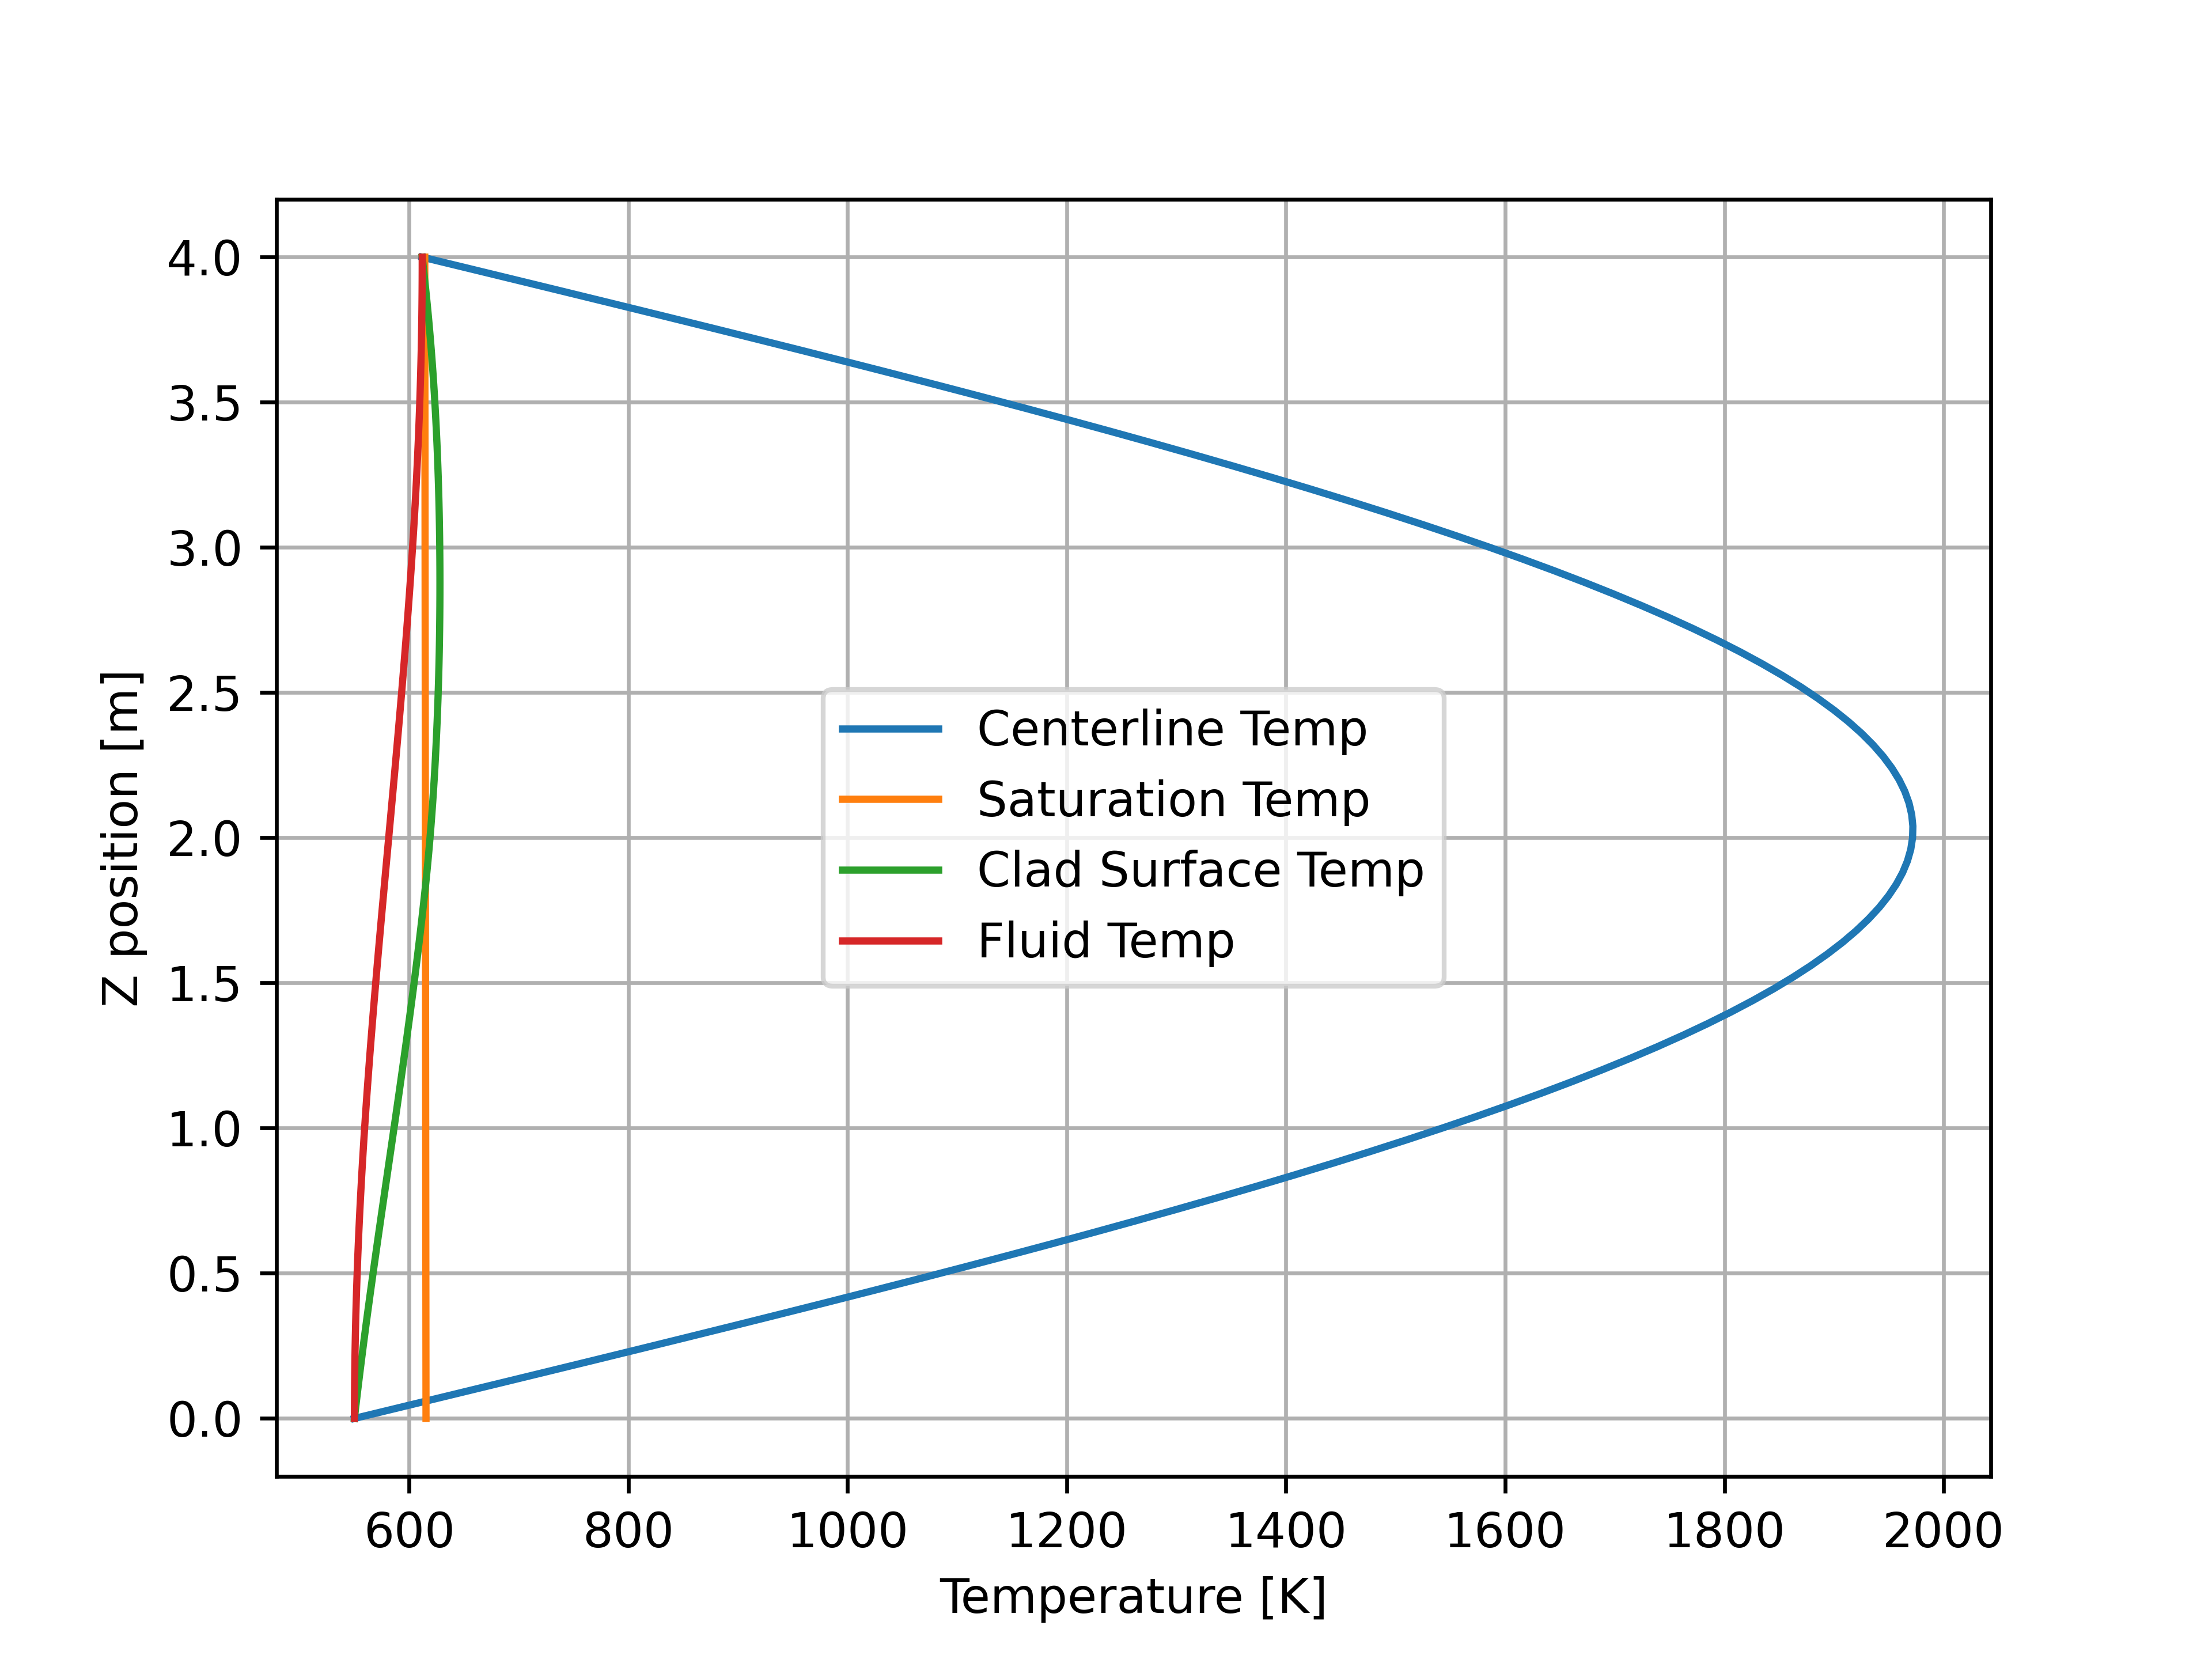 4.0
3.5
3.0
2.5
2.0
1.5
1.0
0.5
0.0
Z position [m]
Centerline Temp
Saturation Temp
Clad Surface Temp
Fluid Temp
600 800 1000 1200 1400 1600 1800 2000
Temperature [K]